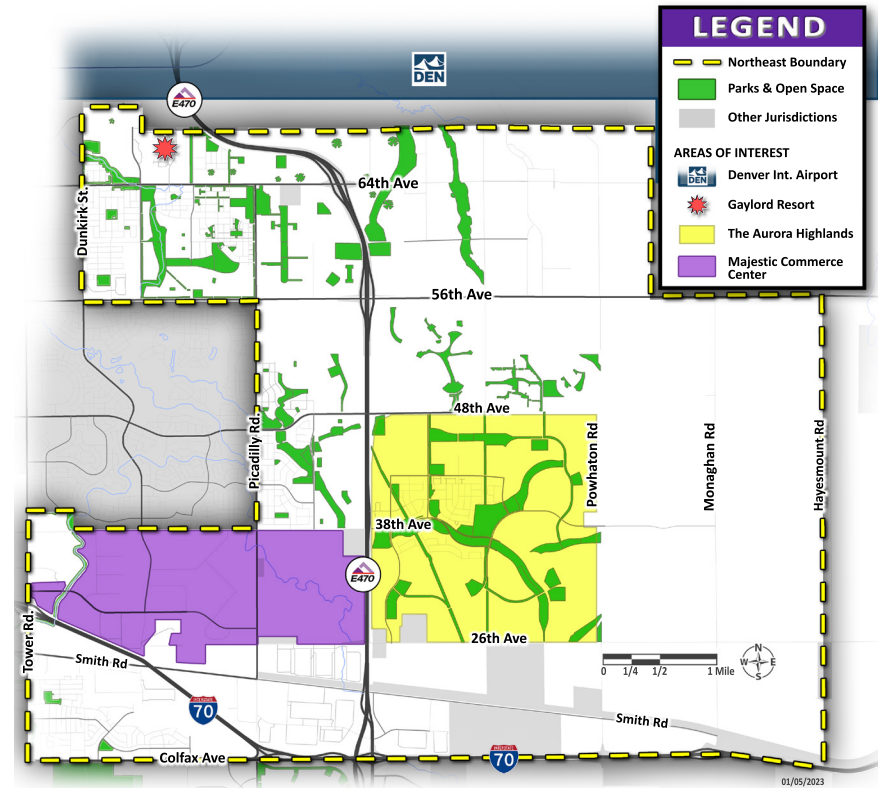 LEGEND
Northeast Boundary
Parks & Open Space
Other Jurisdictions
AREAS OF INTEREST
DEN
Denver Int. Airport
Gaylord Resort
The Aurora Highlands
Majestic Commerce
Center
DEN
E470
64th Ave
Dunkirk St.
56th Ave
48th Ave
Picadilly Rd.
Powhaton Rd
Monaghan Rd
Hayesmount Rd
38th Ave
E470
Tower Rd.
26th Ave
Smith Rd
N
W E
S
0 1/4 1/2 1 Mile
INTERSTATE
70
Smith Rd
Colfax Ave
INTERSTATE
70
01/05/2023